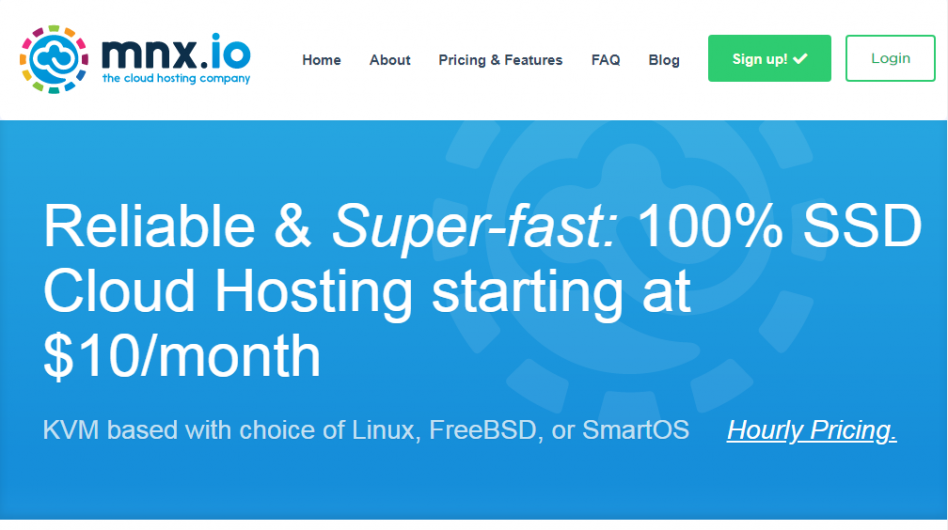 mnx.io
the cloud hosting company
Home About Pricing & Features FAQ Blog Sign up! Login
Reliable & Super-fast: 100% SSD
Cloud Hosting starting at
$10/month
KVM based with choice of Linux, FreeBSD, or SmartOS Hourly Pricing.